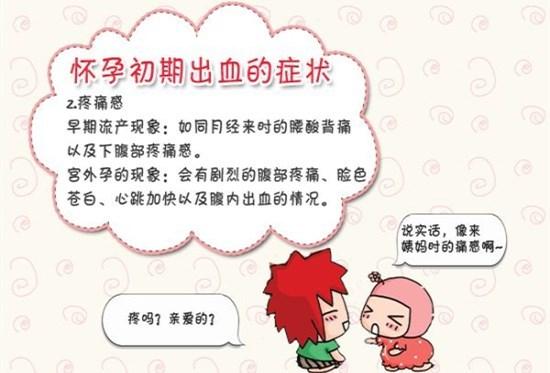 怀孕初期出血的症状
2.疼痛感
早期流产现象：如同月经来时的腰酸背痛
以及下腹部疼痛感。
宫外孕的现象：会有剧烈的腹部疼痛、脸色
苍白、心跳加快以及腹内出血的情况。
说实话，像来
姨妈时的痛感啊~
疼吗？亲爱的？